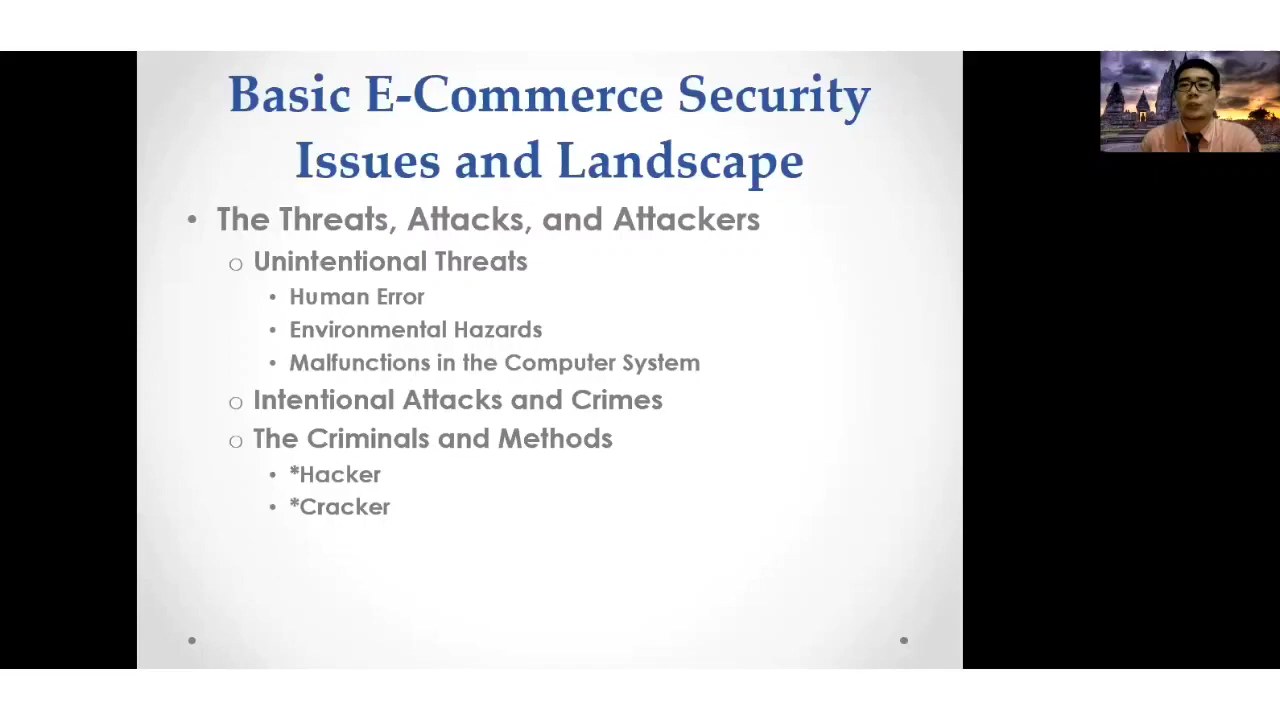 Basic E-Commerce Security
Issues and Landscape
• The Threats, Attacks, and Attackers
o Unintentional Threats
• Human Error
• Environmental Hazards
• Malfunctions in the Computer System
o Intentional Attacks and Crimes
o The Criminals and Methods
• *Hacker
• *Cracker